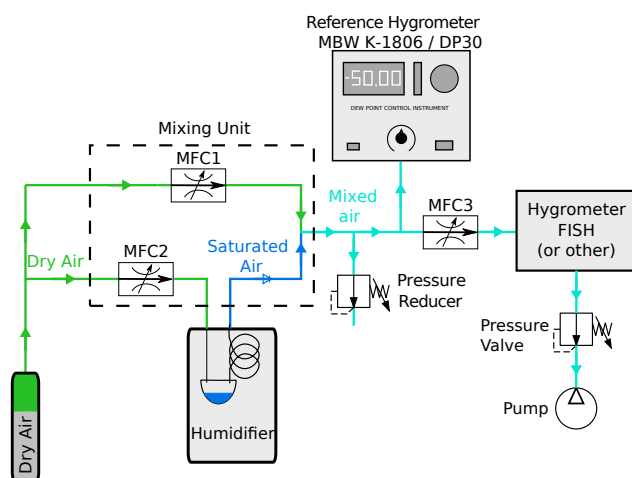 Reference Hygrometer
MBW K-1806 / DP30
-50.00
DEW POINT CONTROL INSTRUMENT
Mixing Unit
MFC1
Mixed
air
MFC3
Hygrometer
FISH
(or other)
Dry Air
MFC2
Saturated
Air
Pressure
Reducer
Pressure
Valve
Humidifier
Pump
Dry Air